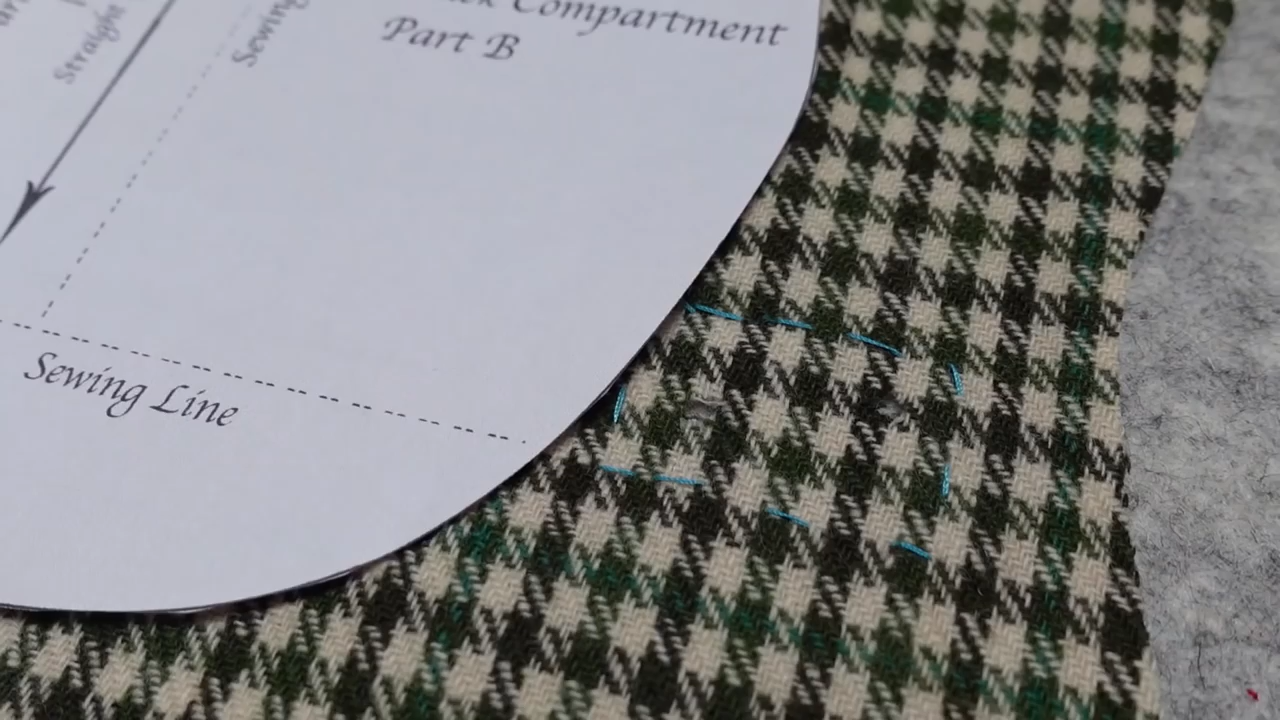 Compartment
Part B
Straight
Sewing
Sewing Line